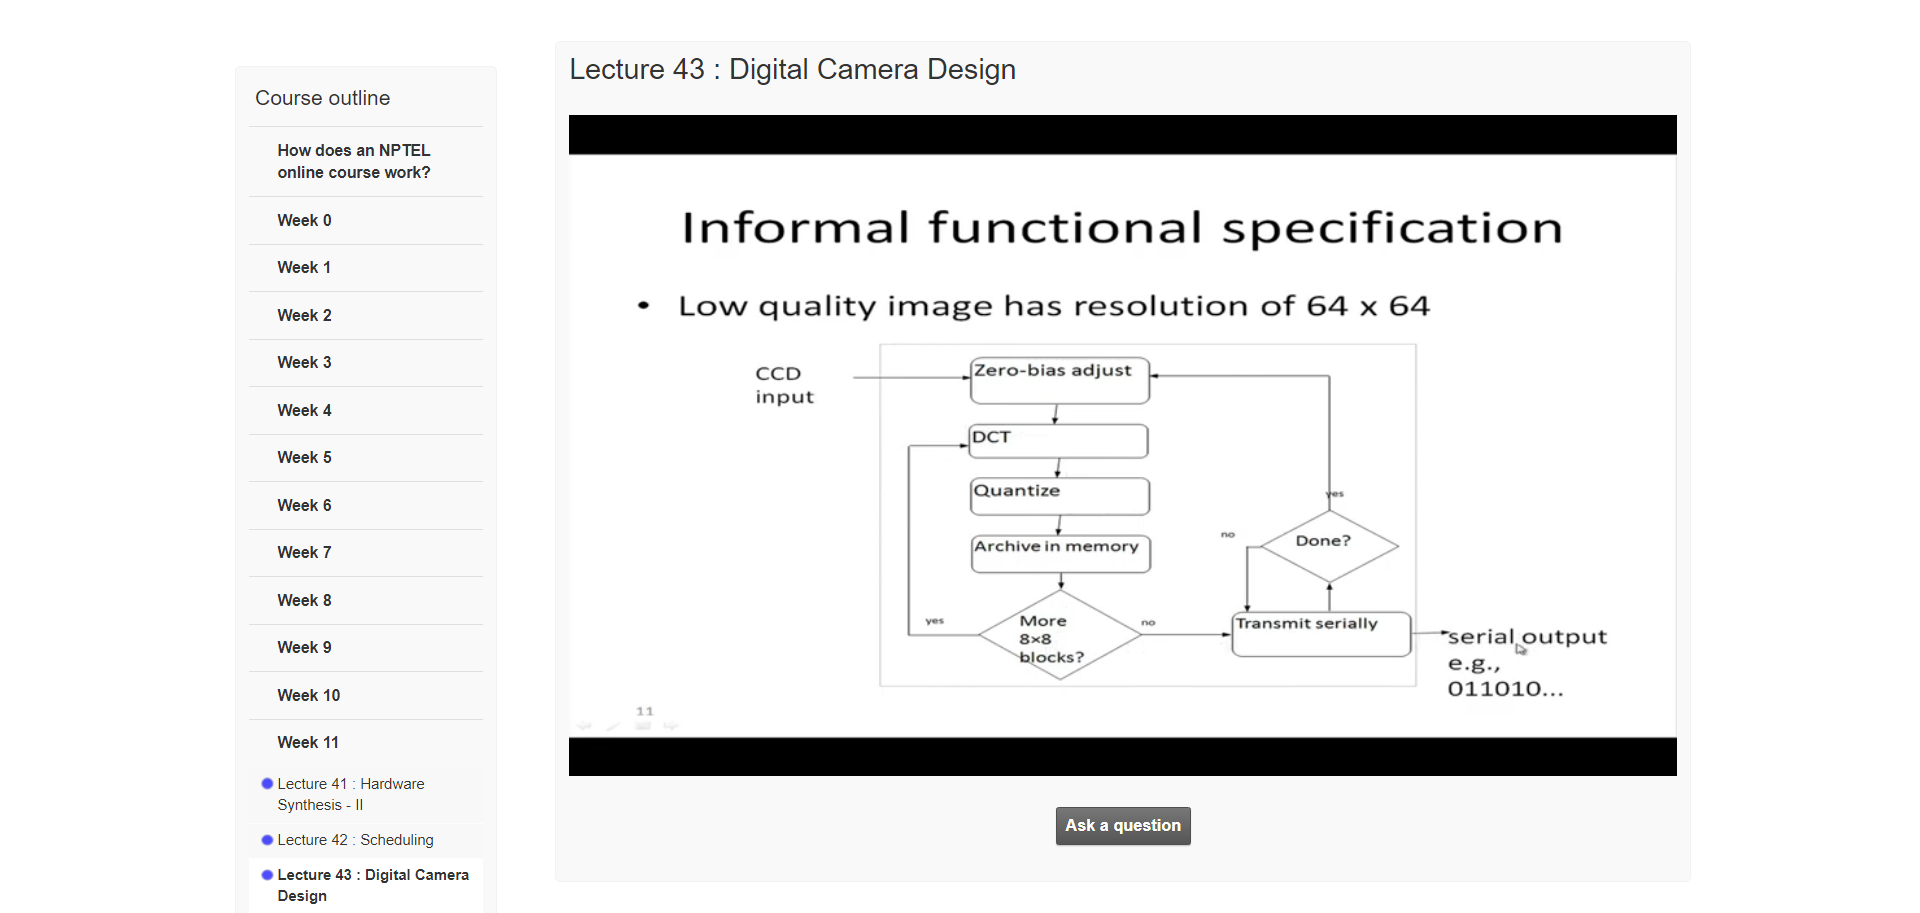 Course outline
How does an NPTEL
online course work?
Week 0
Week 1
Week 2
Week 3
Week 4
Week 5
Week 6
Week 7
Week 8
Week 9
Week 10
Week 11
Lecture 41 : Hardware
Synthesis - II
Lecture 42 : Scheduling
Lecture 43 : Digital Camera
Design
Lecture 43 : Digital Camera Design
Informal functional specification
• Low quality image has resolution of 64 x 64
CCD
input
Zero-bias adjust
DCT
Quantize
Archive in memory
More
8×8
blocks?
yes
no
Transmit serially
Done?
no
yes
serial output
e.g.,
011010...
11
Ask a question